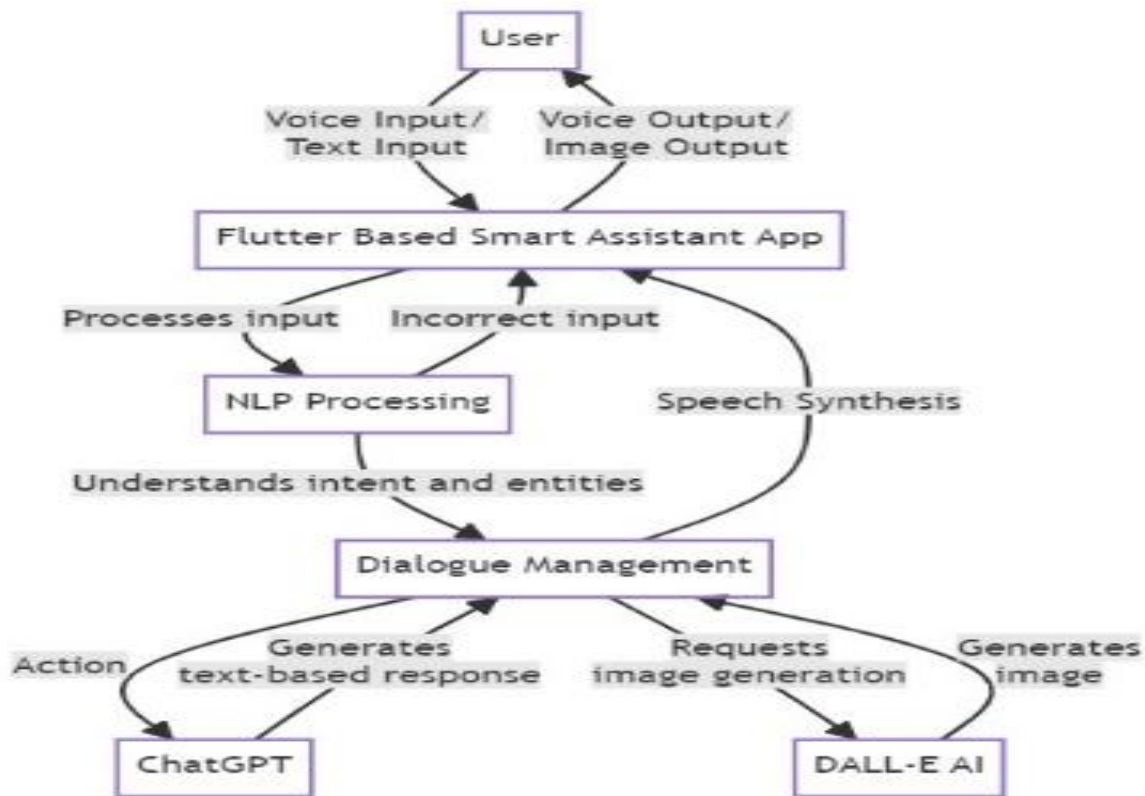 User
Voice Input/
Text Input
Voice Output/
Image Output
Flutter Based Smart Assistant App
Processes input
Incorrect input
NLP Processing
Speech Synthesis
Understands intent and entities
Dialogue Management
Action
Generates
text-based response
Requests
image generation
Generates
image
ChatGPT
DALL-E AI